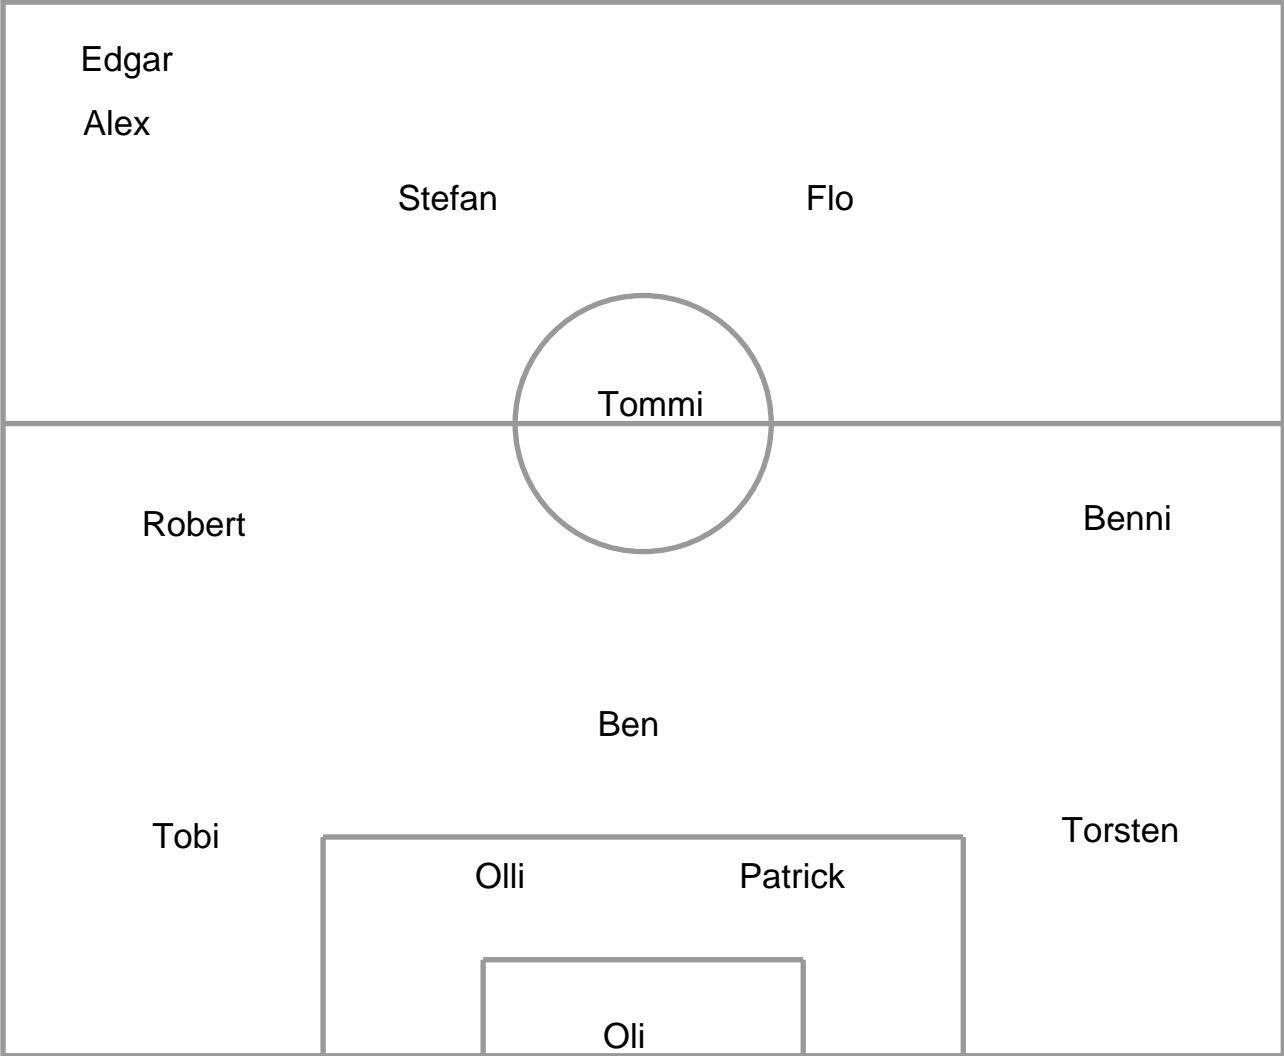 Edgar
Alex
Stefan Flo
Tommi
Robert Benni
Ben
Tobi Torsten
Olli Patrick
Oli